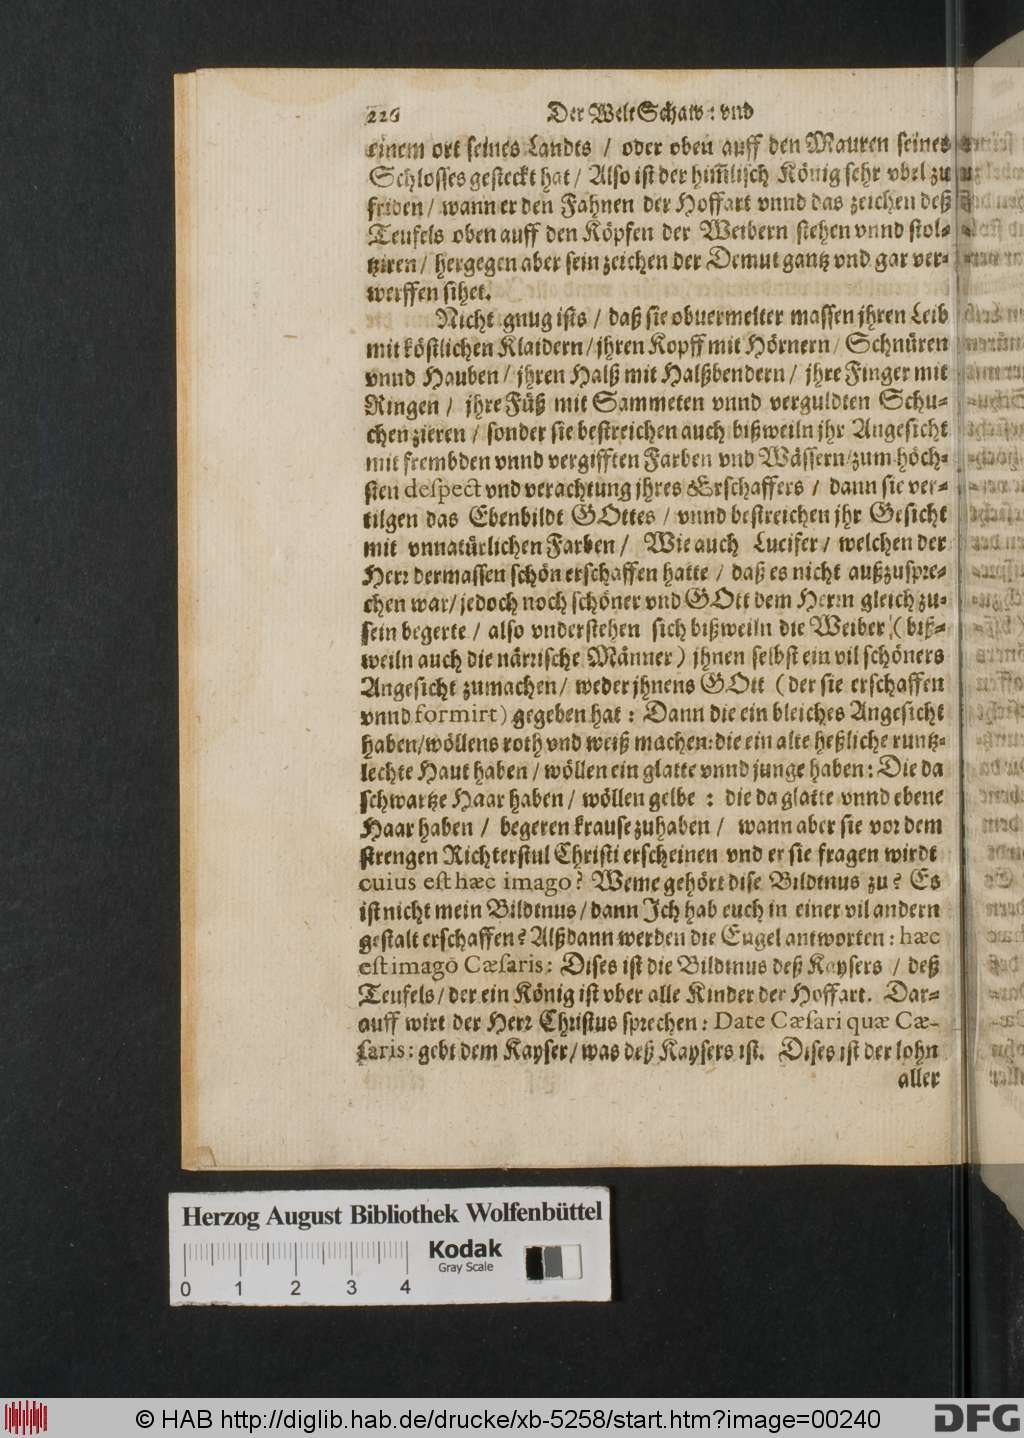 226 Der Welt Schaw: vnd
einem ort seines Landts / oder oben auff den Mauren seines
Schlosses gesteckt hat / Also ist der him̃lisch König sehr vbel zu
friden / wann er den Fahnen der Hoffart vnnd das zeichen deß
Teufels oben auff den Köpfen der Weibern stehen vnnd stol-
tziren / hergegen aber sein zeichen der Demut gantz vnd gar ver-
werffen sihet.
Nicht gnug ists / daß sie obuermelter massen jhren Leib
mit köstlichen Klaidern / jhren Kopff mit Hörnern / Schnüren
vnnd Hauben / jhren Halß mit Halßbendern / jhre Finger mit
Ringen / jhre Füß mit Sammeten vnnd verguldten Schu-
chen zieren / sonder sie bestreichen auch bißweiln jhr Angesicht
mit frembden vnnd vergifften Farben vnd Wässern / zum höch-
sten despect vnd verachtung jhres Erschaffers / dann sie ver-
tilgen das Ebenbildt GOttes / vnnd bestreichen jhr Gesicht
mit vnnatürlichen Farben / Wie auch Lucifer / welchen der
Herr dermassen schön erschaffen hatte / daß es nicht außzuspre-
chen war / jedoch noch schöner vnd GOtt dem Herrn gleich zu-
sein begerte / also vnderstehen sich bißweiln die Weiber (biß-
weiln auch die närrische Männer) jhnen selbst ein vil schöners
Angesicht zumachen / weder jhnens GOtt (der sie erschaffen
vnnd formirt) gegeben hat : Dann die ein bleiches Angesicht
haben / wöllens roth vnd weiß machen: die ein alte heßliche runtz-
lechte Haut haben / wöllen ein glatte vnnd junge haben: Die da
schwartze Haar haben / wöllen gelbe : die da glatte vnnd ebene
Haar haben / begeren krause zuhaben / wann aber sie vor dem
strengen Richterstul Christi erscheinen vnd er sie fragen wirdt
cuius est hæc imago? Weme gehört dise Bildtnus zu? Es
ist nicht mein Bildtnus / dann Ich hab euch in einer vil andern
gestalt erschaffen? Alßdann werden die Engel antworten: hæc
est imago Cæsaris: Dises ist die Bildtnus deß Kaysers / deß
Teufels / der ein König ist vber alle Kinder der Hoffart. Dar-
auff wirt der Herr Christus sprechen: Date Cæsari quæ Cæ-
saris: gebt dem Kayser / was deß Kaysers ist. Dises ist der lohn
aller
Herzog August Bibliothek Wolfenbüttel
Kodak
Gray Scale
0 1 2 3 4
© HAB http://diglib.hab.de/drucke/xb-5258/start.htm?image=00240
DFG